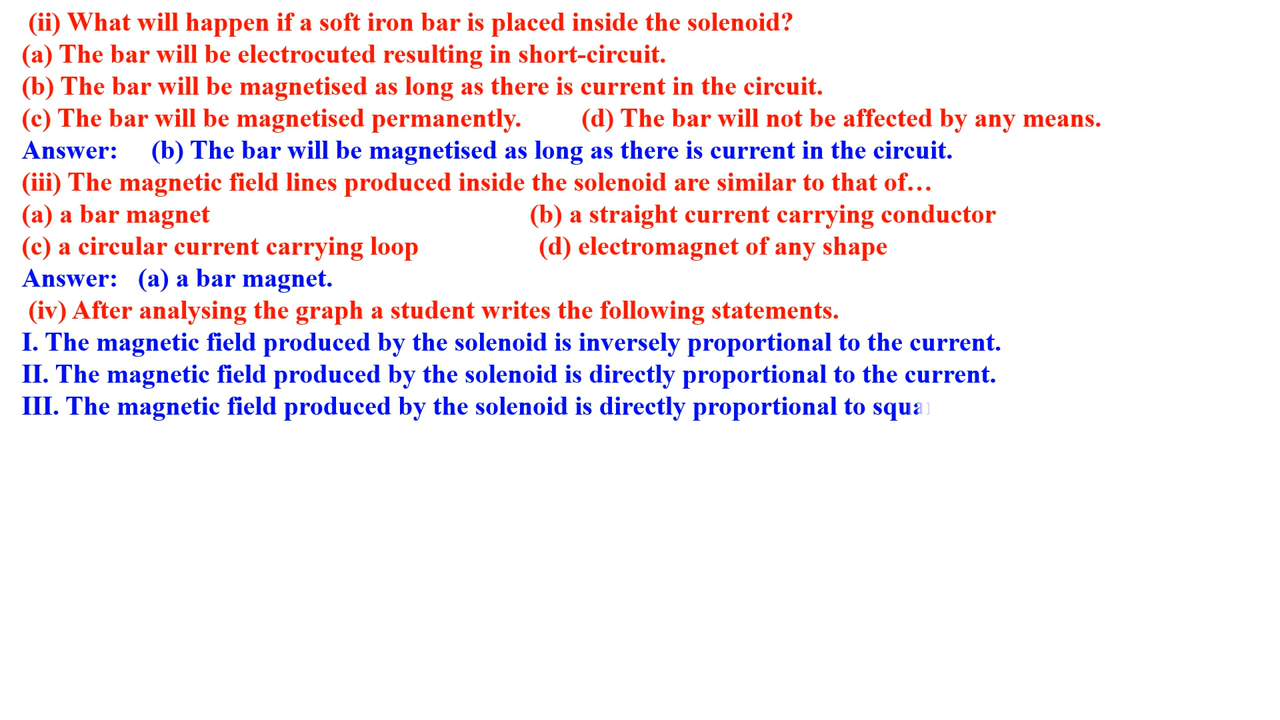 (ii) What will happen if a soft iron bar is placed inside the solenoid?
(a) The bar will be electrocuted resulting in short-circuit.
(b) The bar will be magnetised as long as there is current in the circuit.
(c) The bar will be magnetised permanently. (d) The bar will not be affected by any means.
Answer: (b) The bar will be magnetised as long as there is current in the circuit.
(iii) The magnetic field lines produced inside the solenoid are similar to that of…
(a) a bar magnet (b) a straight current carrying conductor
(c) a circular current carrying loop (d) electromagnet of any shape
Answer: (a) a bar magnet.
(iv) After analysing the graph a student writes the following statements.
I. The magnetic field produced by the solenoid is inversely proportional to the current.
II. The magnetic field produced by the solenoid is directly proportional to the current.
III. The magnetic field produced by the solenoid is directly proportional to